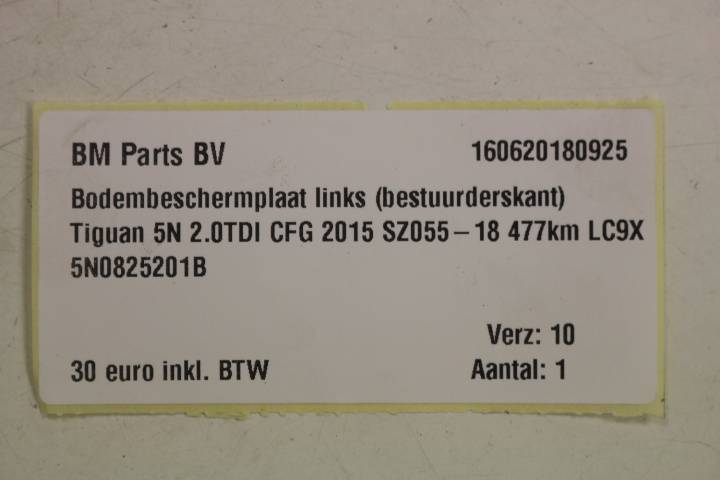 BM Parts BV 160620180925
Bodembeschermplaat links (bestuurderskant)
Tiguan 5N 2.0TDI CFG 2015 SZ055-18 477km LC9X
5N0825201B
Verz: 10
30 euro inkl. BTW Aantal: 1